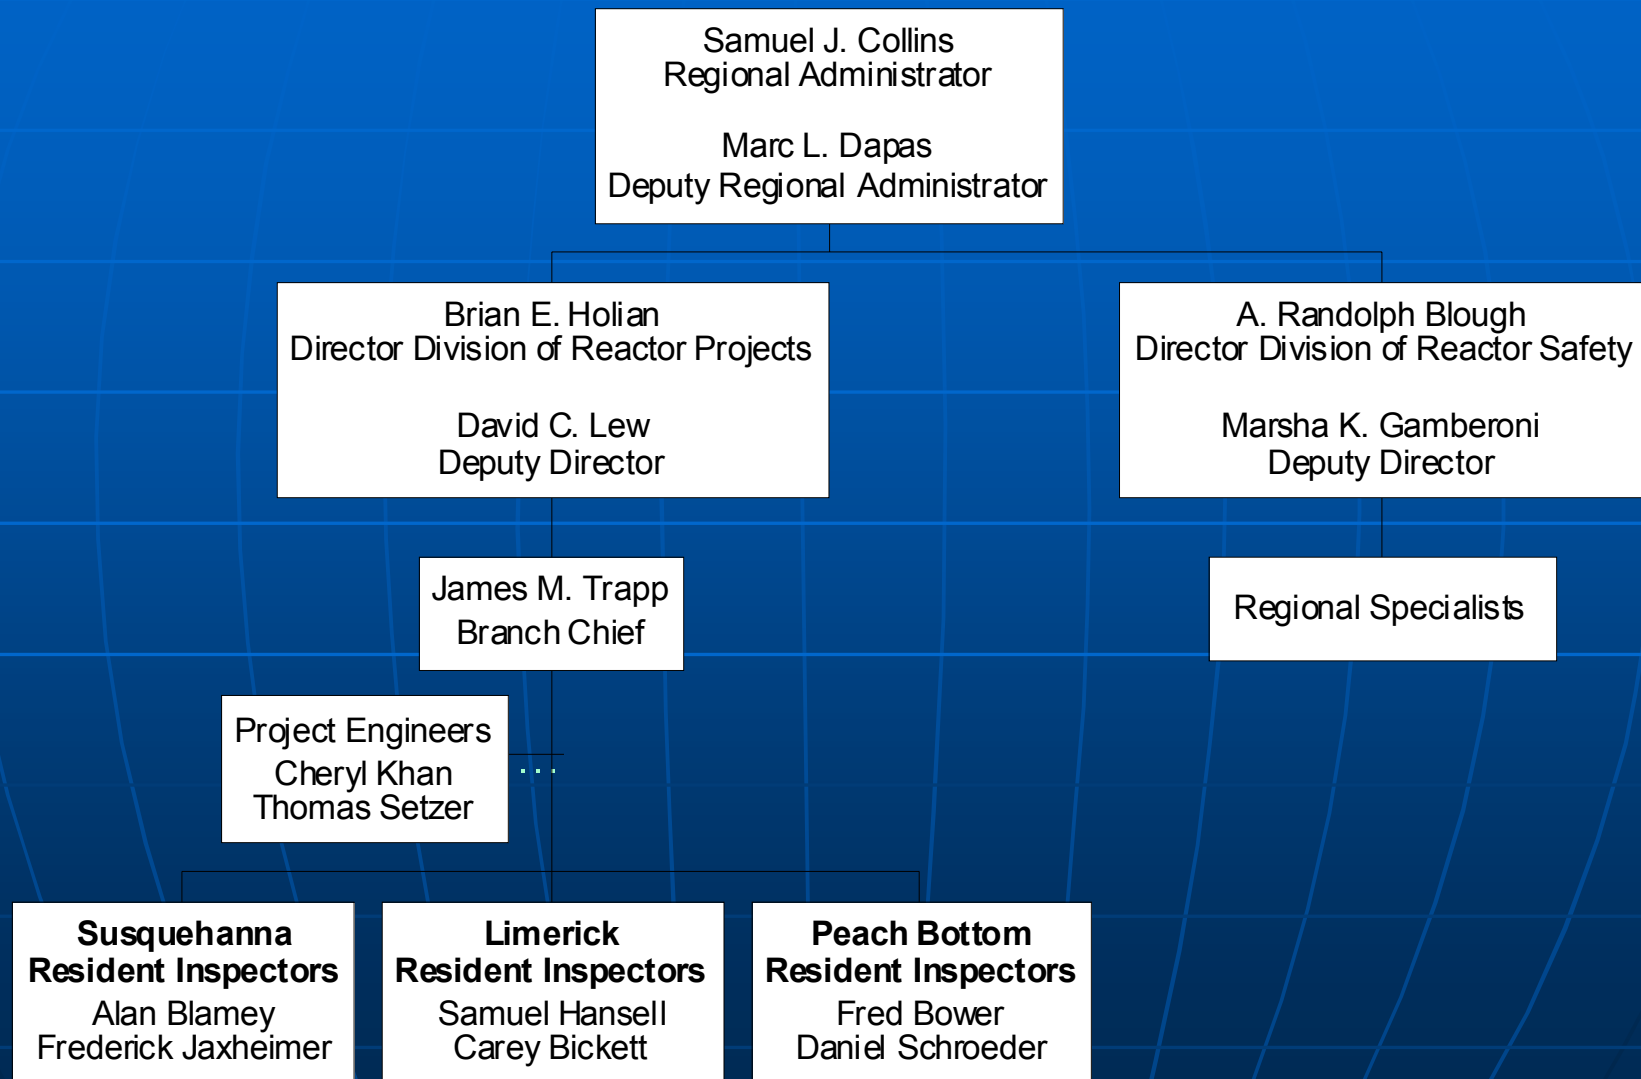 Samuel J. Collins
Regional Administrator
Marc L. Dapas
Deputy Regional Administrator
Brian E. Holian
Director Division of Reactor Projects
David C. Lew
Deputy Director
A. Randolph Blough
Director Division of Reactor Safety
Marsha K. Gamberoni
Deputy Director
James M. Trapp
Branch Chief
Regional Specialists
Project Engineers
Cheryl Khan
Thomas Setzer
...
Susquehanna
Resident Inspectors
Alan Blamey
Frederick Jaxheimer
Limerick
Resident Inspectors
Samuel Hansell
Carey Bickett
Peach Bottom
Resident Inspectors
Fred Bower
Daniel Schroeder